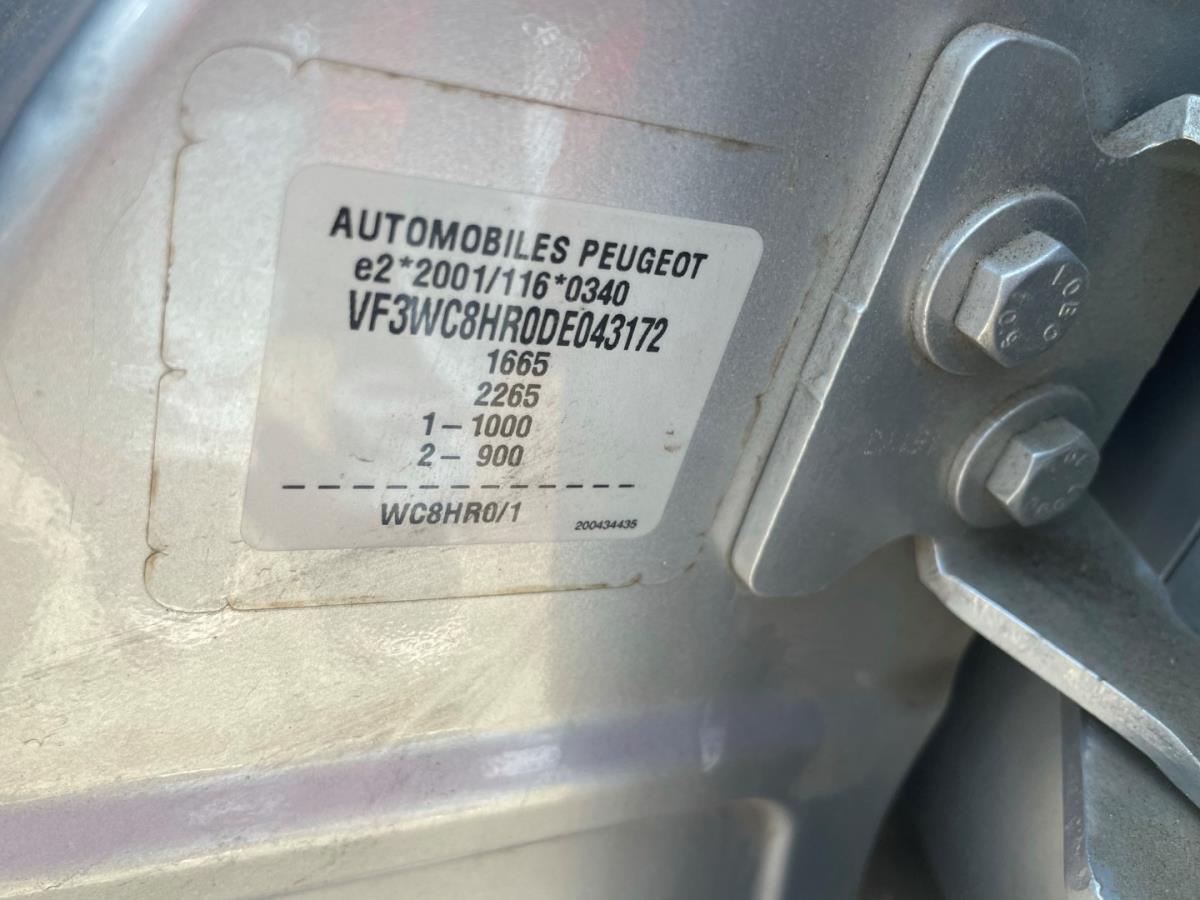 AUTOMOBILES PEUGEOT
e2*2001/116*0340
VF3WC8HR0DE043172
1665
2265
1– 1000
2– 900
– – – – – – – – – – – –
WC8HR0/1
200434435